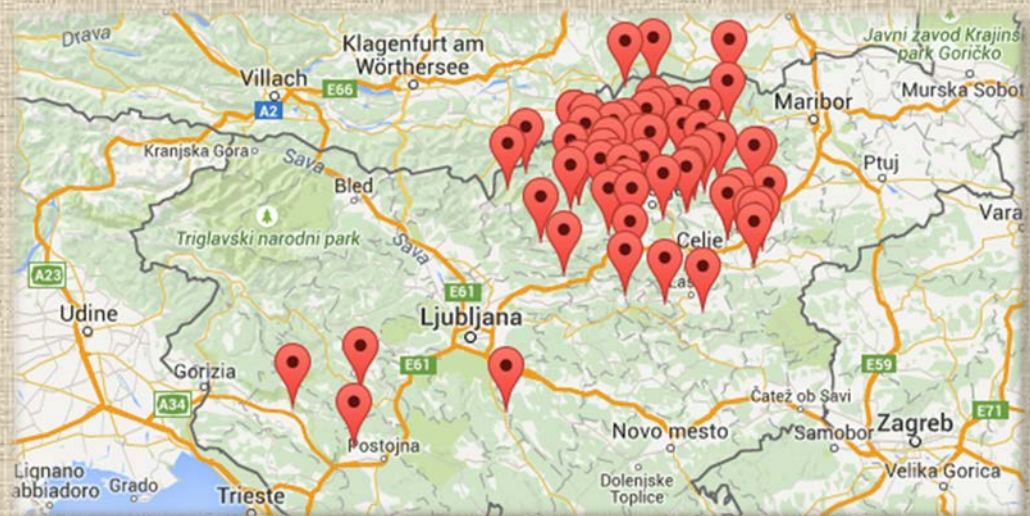 Drava
Klagenfurt am
Wörthersee
Javni zavod Krajins
park Goričko
Villach
E66
A2
Maribor
Murska Sobot
Kranjska Gora
Sava
Bled
Ptuj
Triglavski narodni park
Sava
Vara
Celje
A23
E61
Udine
Ljubljana
Gorizia
E61
E59
A34
Čatež ob Savi
E71
Novo mesto
Samobor
Zagreb
Postojna
Lignano
abbiadoro
Grado
Trieste
Dolenjske
Toplice
Velika Gorica